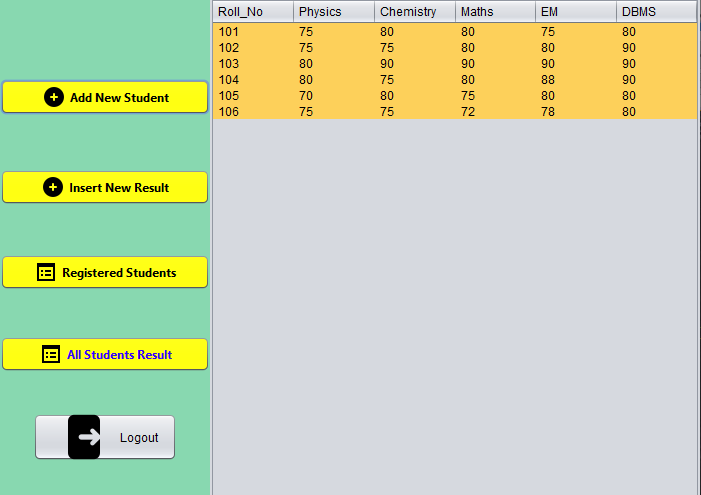 Add New Student
Insert New Result
Registered Students
All Students Result
Logout
Roll_No Physics Chemistry Maths EM DBMS
101 75 80 80 75 80
102 75 75 80 80 90
103 80 90 90 90 90
104 80 75 80 88 90
105 70 80 75 80 80
106 75 75 72 78 80